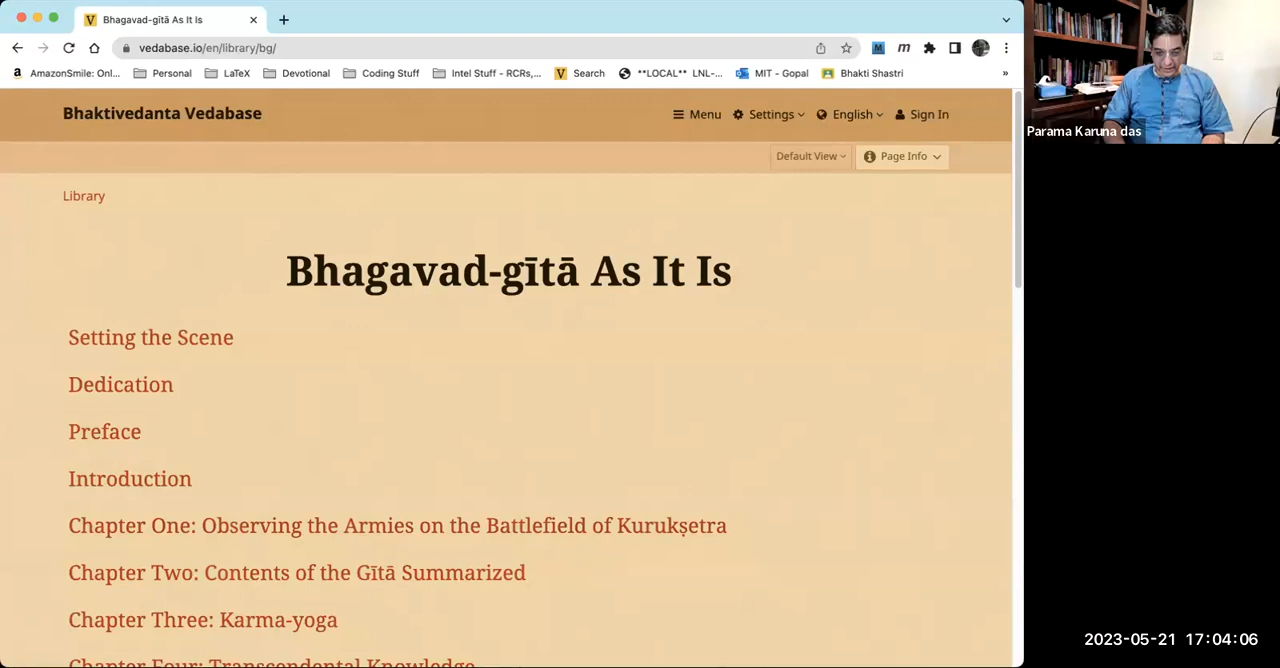 Bhagavad-gītā As It Is
vedabase.io/en/library/bg/
AmazonSmile: Onl... Personal LaTeX Devotional Coding Stuff Intel Stuff - RCRs,... Search **LOCAL** LNL-... MIT - Gopal Bhakti Shastri »
Bhaktivedanta Vedabase Menu Settings English Sign In
Default View Page Info
Library
Bhagavad-gītā As It Is
Setting the Scene
Dedication
Preface
Introduction
Chapter One: Observing the Armies on the Battlefield of Kurukṣetra
Chapter Two: Contents of the Gītā Summarized
Chapter Three: Karma-yoga
Chapter Four: Transcendental Knowledge
Parama Karuna das
2023-05-21 17:04:06